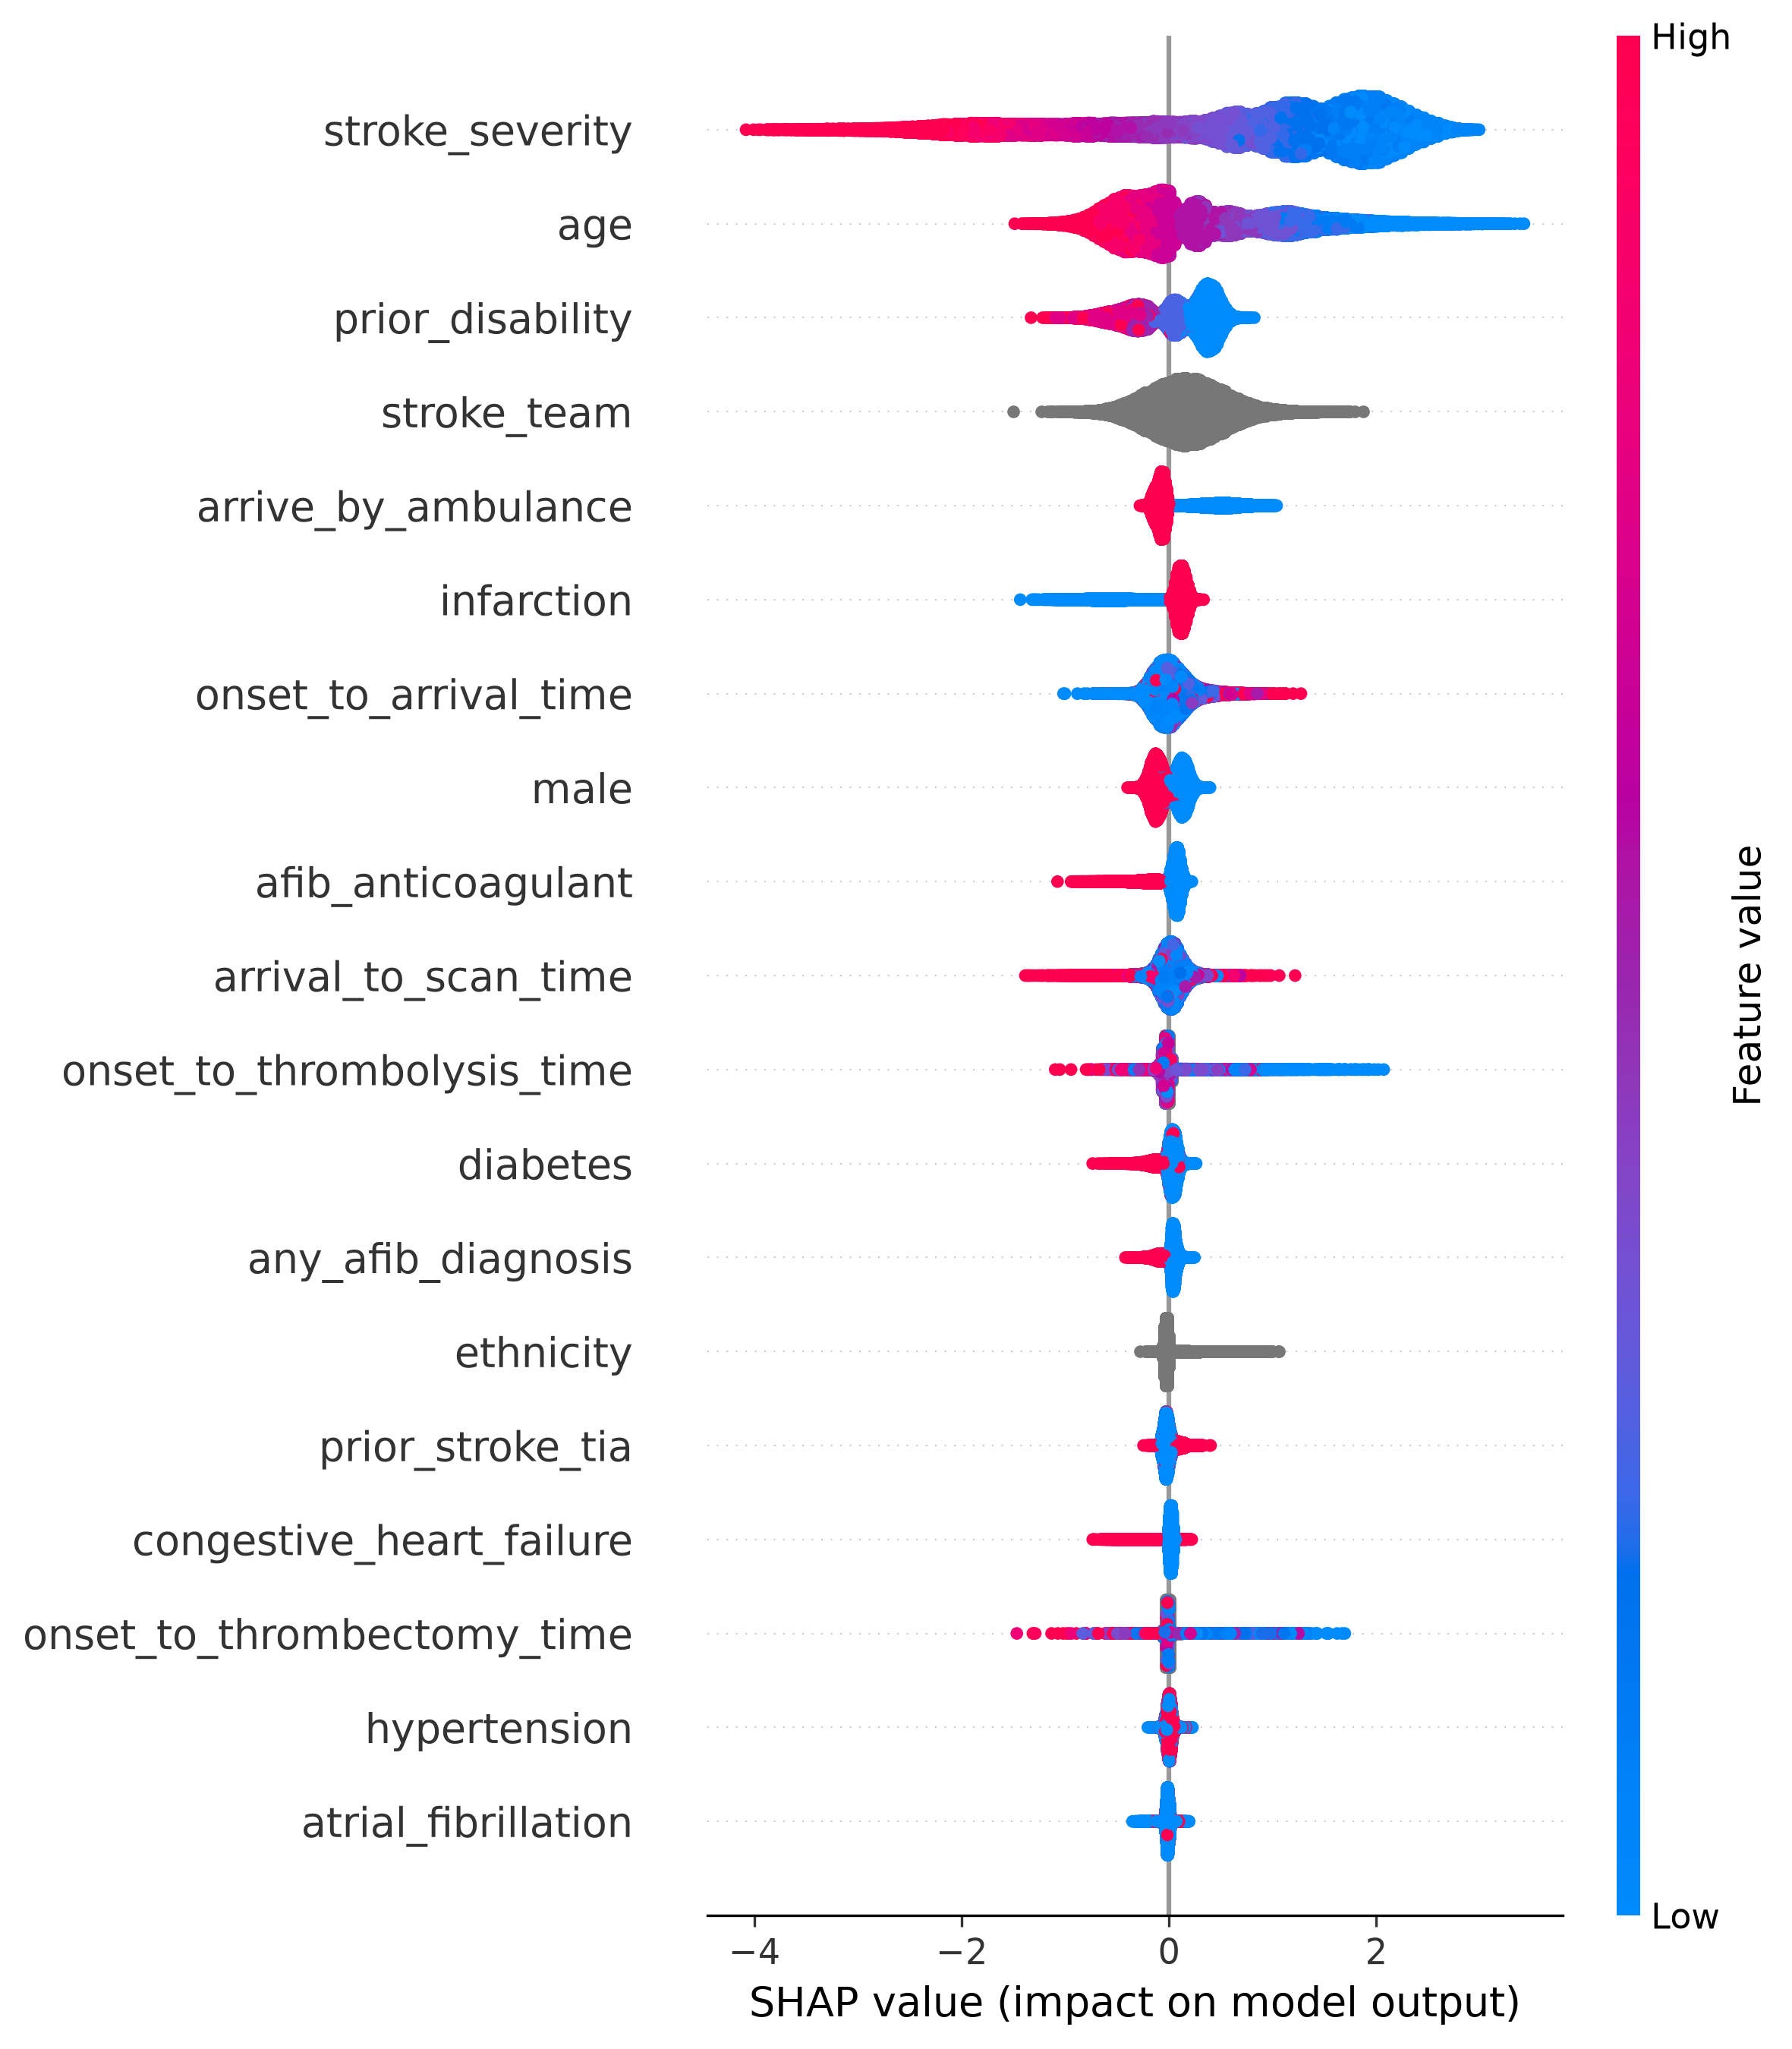 High
stroke_severity
age
prior_disability
stroke_team
arrive_by_ambulance
infarction
onset_to_arrival_time
male
afib_anticoagulant
arrival_to_scan_time
onset_to_thrombolysis_time
diabetes
any_afib_diagnosis
ethnicity
prior_stroke_tia
congestive_heart_failure
onset_to_thrombectomy_time
hypertension
atrial_fibrillation
Feature value
Low
−4 −2 0 2
SHAP value (impact on model output)